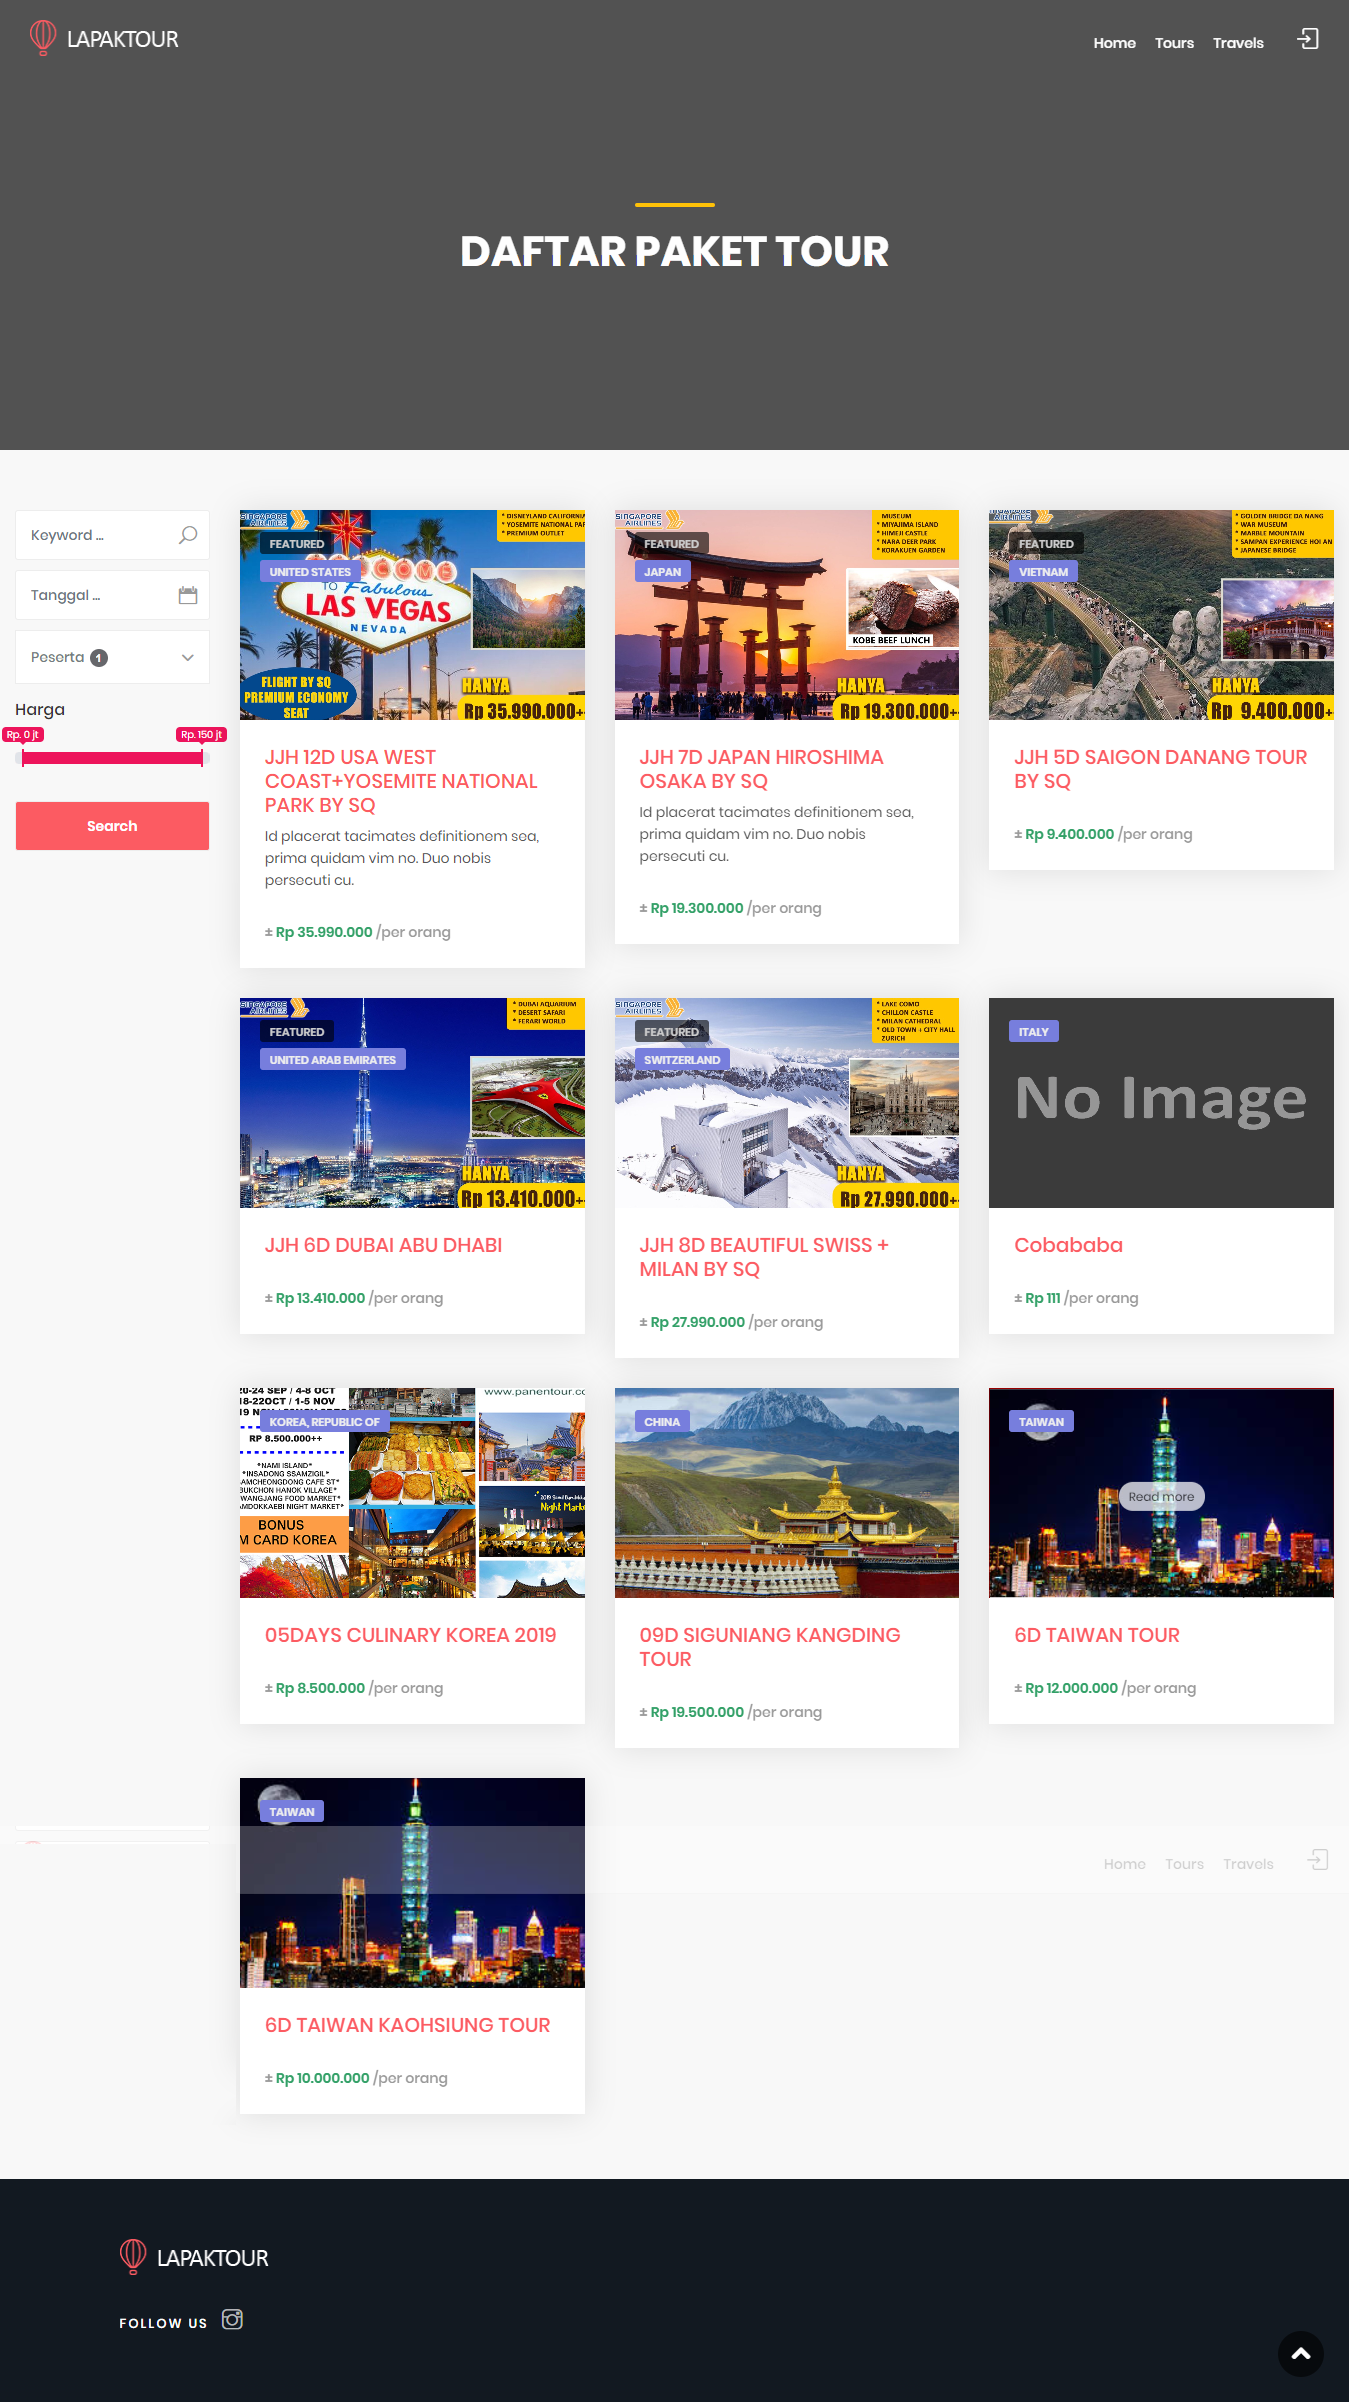 LAPAKTOUR
Home Tours Travels
DAFTAR PAKET TOUR
Keyword ...
Tanggal ...
Peserta 1
Harga
Rp. 0 jt Rp. 150 jt
Search
SINGAPORE AIRLINES
* DISNEYLAND CALIFORNIA
* YOSEMITE NATIONAL PAR
* PREMIUM OUTLET
FEATURED
UNITED STATES
TO Fabulous
LAS VEGAS
NEVADA
FLIGHT BY SQ
PREMIUM ECONOMY
SEAT
HANYA
Rp 35.990.000+
JJH 12D USA WEST
COAST+YOSEMITE NATIONAL
PARK BY SQ
Id placerat tacimates definitionem sea,
prima quidam vim no. Duo nobis
persecuti cu.
± Rp 35.990.000 /per orang
SINGAPORE AIRLINES
MUSEUM
* MIYAJIMA ISLAND
* HIMEJI CASTLE
* NARA DEER PARK
* KORAKUEN GARDEN
FEATURED
JAPAN
KOBE BEEF LUNCH
HANYA
Rp 19.300.000+
JJH 7D JAPAN HIROSHIMA
OSAKA BY SQ
Id placerat tacimates definitionem sea,
prima quidam vim no. Duo nobis
persecuti cu.
± Rp 19.300.000 /per orang
AIRLINES
* GOLDEN BRIDGE DA NANG
* WAR MUSEUM
* MARBLE MOUNTAIN
* SAMPAN EXPERIENCE HOI AN
* JAPANESE BRIDGE
FEATURED
VIETNAM
HANYA
Rp 9.400.000+
JJH 5D SAIGON DANANG TOUR
BY SQ
± Rp 9.400.000 /per orang
SINGAPORE AIRLINES
* DUBAI AQUARIUM
* DESERT SAFARI
* FERARI WORLD
FEATURED
UNITED ARAB EMIRATES
HANYA
Rp 13.410.000+
JJH 6D DUBAI ABU DHABI
± Rp 13.410.000 /per orang
SINGAPORE AIRLINES
* LAKE COMO
* CHILLON CASTLE
* MILAN CATHEDRAL
* OLD TOWN + CITY HALL
ZURICH
FEATURED
SWITZERLAND
HANYA
Rp 27.990.000+
JJH 8D BEAUTIFUL SWISS +
MILAN BY SQ
± Rp 27.990.000 /per orang
ITALY
No Image
Cobababa
± Rp 111 /per orang
20-24 SEP / 4-8 OCT
18-22OCT / 1-5 NOV
www.panentour.co
KOREA, REPUBLIC OF
RP 8.500.000++
*NAMI ISLAND*
*INSADONG SSAMZIGIL*
AMCHEONGDONG CAFE ST*
BUKCHON HANOK VILLAGE*
WANGJANG FOOD MARKET*
AMDOKKAEBI NIGHT MARKET*
Night Marke
BONUS
M CARD KOREA
05DAYS CULINARY KOREA 2019
± Rp 8.500.000 /per orang
CHINA
09D SIGUNIANG KANGDING
TOUR
± Rp 19.500.000 /per orang
TAIWAN
Read more
6D TAIWAN TOUR
± Rp 12.000.000 /per orang
TAIWAN
Home Tours Travels
6D TAIWAN KAOHSIUNG TOUR
± Rp 10.000.000 /per orang
LAPAKTOUR
FOLLOW US